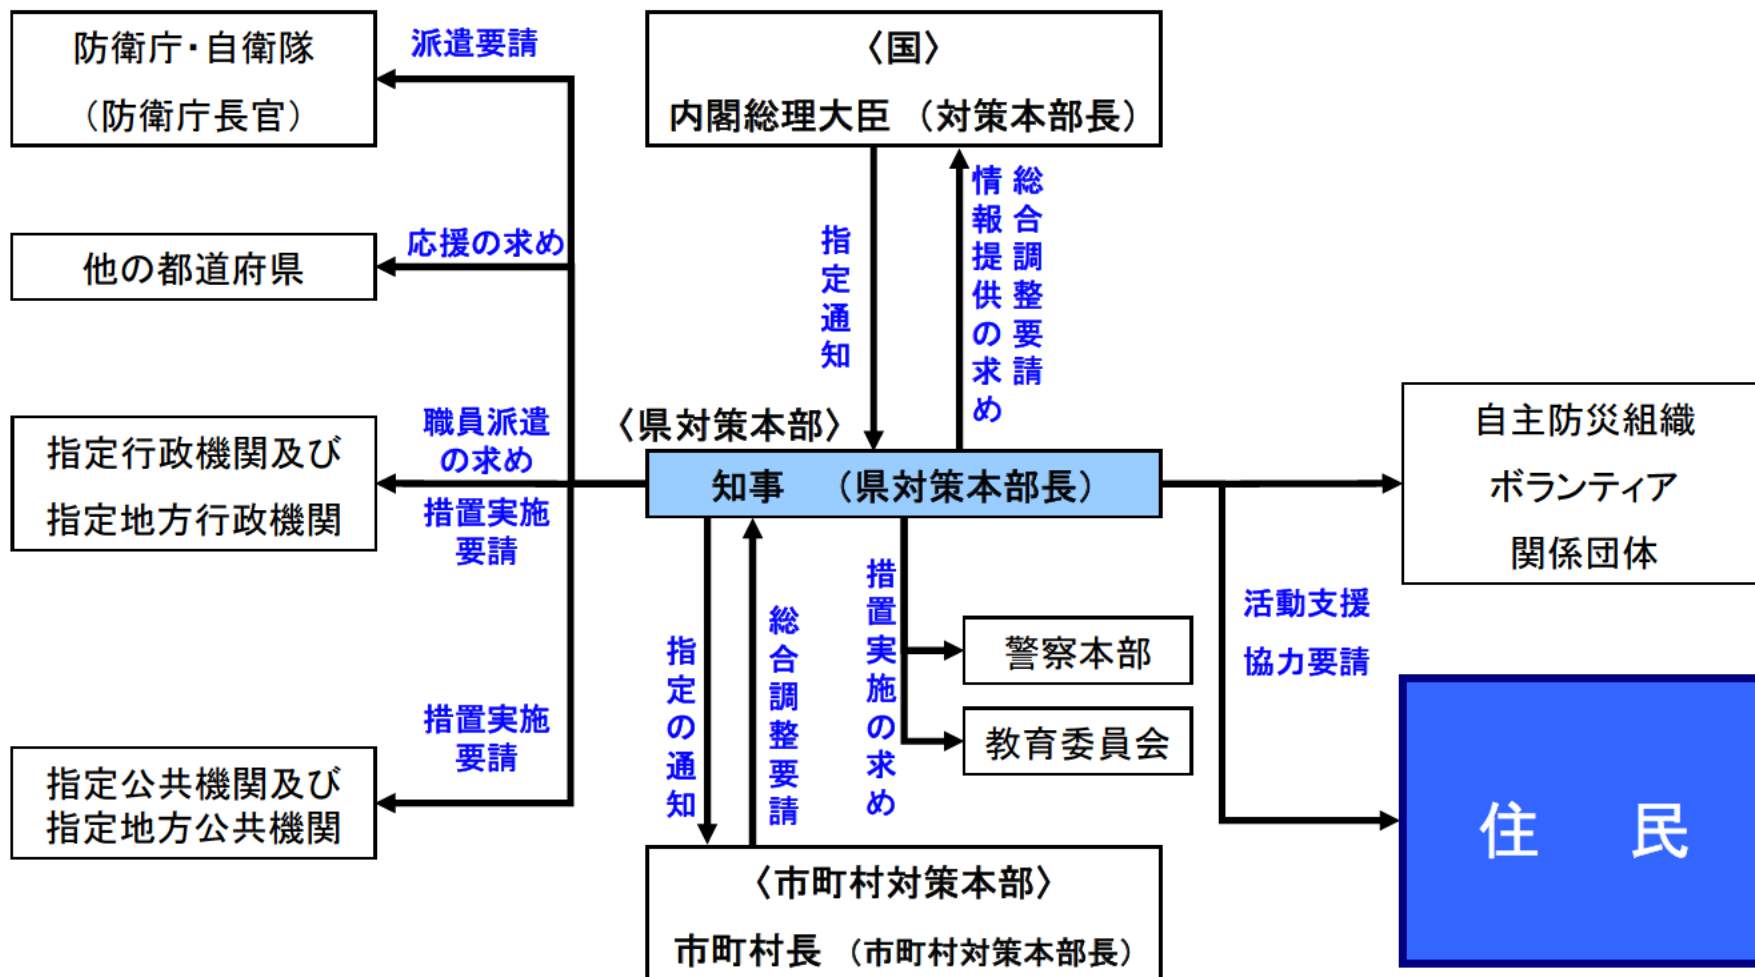 防衛庁・自衛隊
（防衛庁長官）
派遣要請
〈国〉
内閣総理大臣 （対策本部長）
他の都道府県
応援の求め
指定通知
総合調整要請
情報提供の求め
指定行政機関及び
指定地方行政機関
職員派遣
の求め
措置実施
要請
〈県対策本部〉
知事　（県対策本部長）
自主防災組織
ボランティア
関係団体
活動支援
協力要請
指定公共機関及び
指定地方公共機関
措置実施
要請
指定の通知
総合調整要請
措置実施の求め
警察本部
教育委員会
住　民
〈市町村対策本部〉
市町村長 （市町村対策本部長）